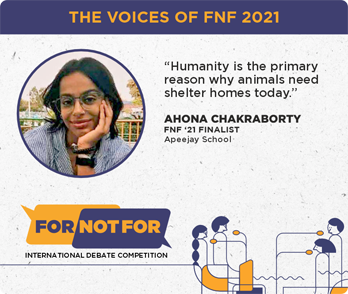 THE VOICES OF FNF 2021
“Humanity is the primary
reason why animals need
shelter homes today.”
AHONA CHAKRABORTY
FNF ‘21 FINALIST
Apeejay School
FOR NOT FOR
INTERNATIONAL DEBATE COMPETITION